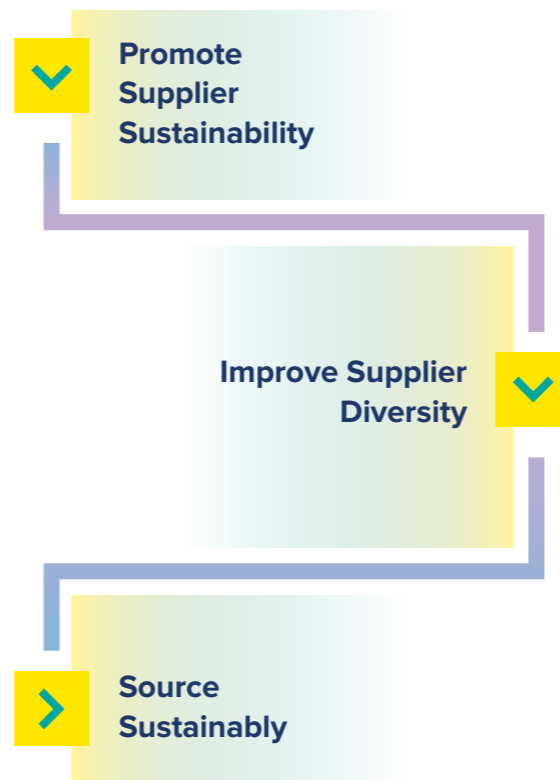 Promote
Supplier
Sustainability
Improve Supplier
Diversity
Source
Sustainably